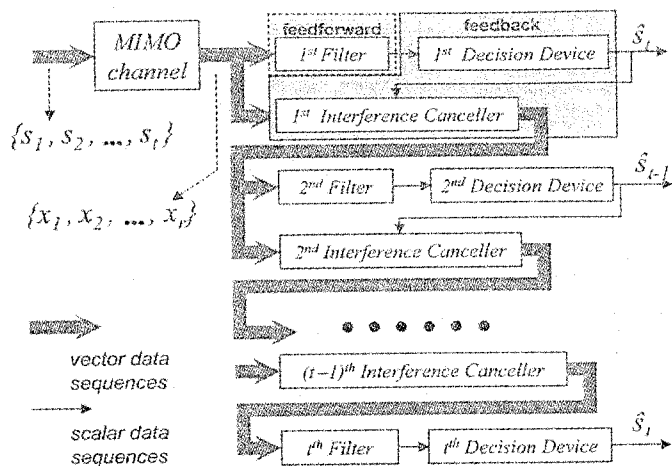 feedforward
feedback
MIMO channel
1st Filter
1st Decision Device
ŝt
1st Interference Canceller
{s1, s2, ..., st}
ŝt-1
2nd Filter
2nd Decision Device
{x1, x2, ..., xr}
2nd Interference Canceller
......
vector data
sequences
(t-1)th Interference Canceller
scalar data
sequences
tth Filter
tth Decision Device
ŝ1